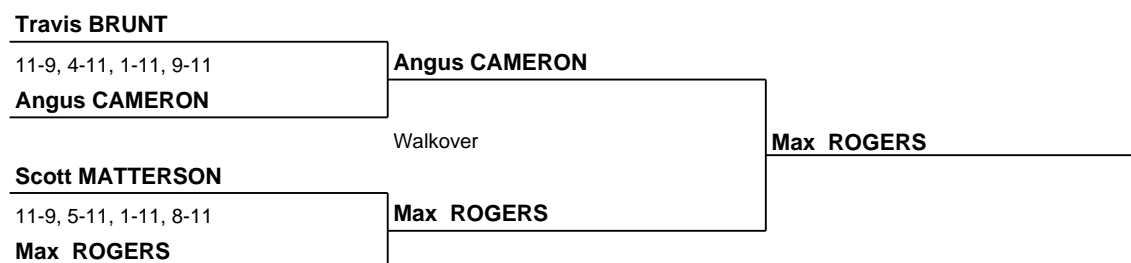 Travis BRUNT
11-9, 4-11, 1-11, 9-11
Angus CAMERON
Angus CAMERON
Walkover
Max ROGERS
Scott MATTERSON
11-9, 5-11, 1-11, 8-11
Max ROGERS
Max ROGERS